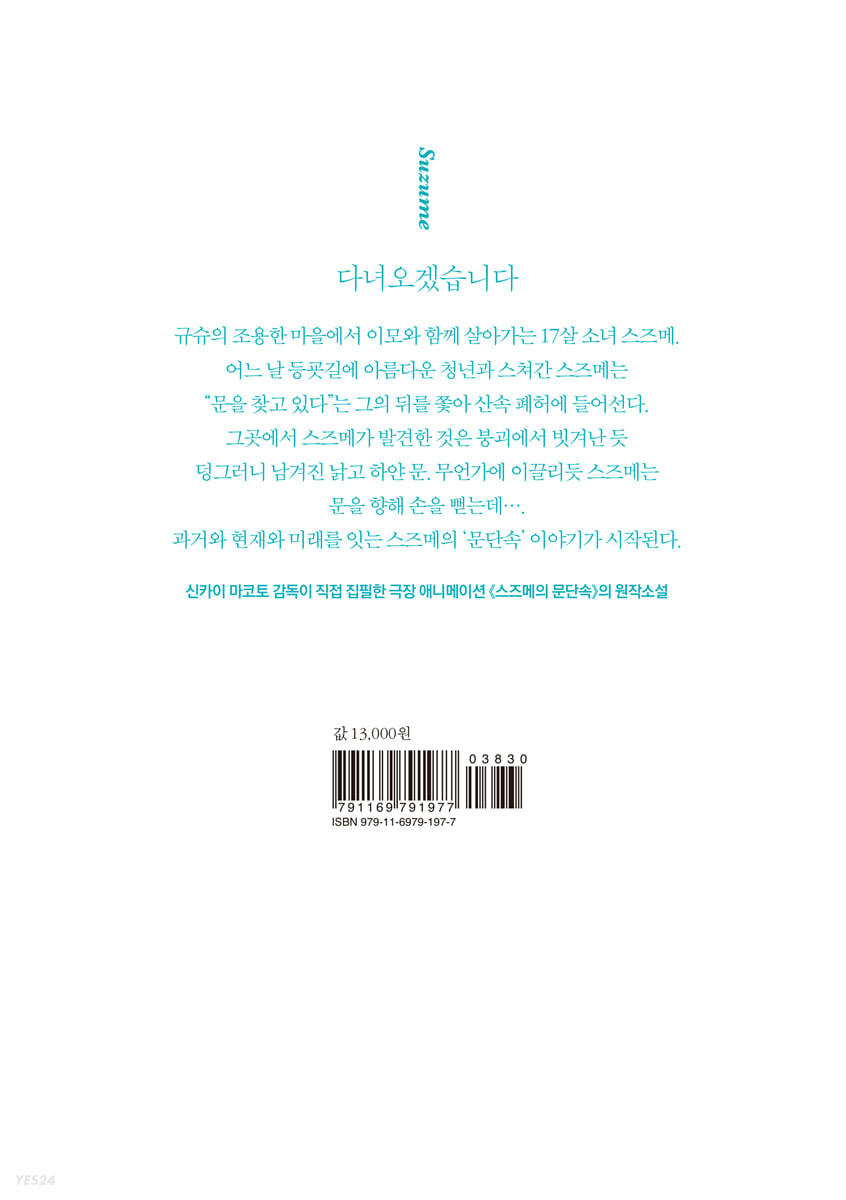 Suzume
다녀오겠습니다
규슈의 조용한 마을에서 이모와 함께 살아가는 17살 소녀 스즈메.
어느 날 등굣길에 아름다운 청년과 스쳐간 스즈메는
“문을 찾고 있다”는 그의 뒤를 쫓아 산속 폐허에 들어선다.
그곳에서 스즈메가 발견한 것은 붕괴에서 빗겨난 듯
덩그러니 남겨진 낡고 하얀 문. 무언가에 이끌리듯 스즈메는
문을 향해 손을 뻗는데….
과거와 현재와 미래를 잇는 스즈메의 ‘문단속’ 이야기가 시작된다.
신카이 마코토 감독이 직접 집필한 극장 애니메이션 《스즈메의 문단속》의 원작소설
값 13,000원
03830
791169 791977
ISBN 979-11-6979-197-7
YES24